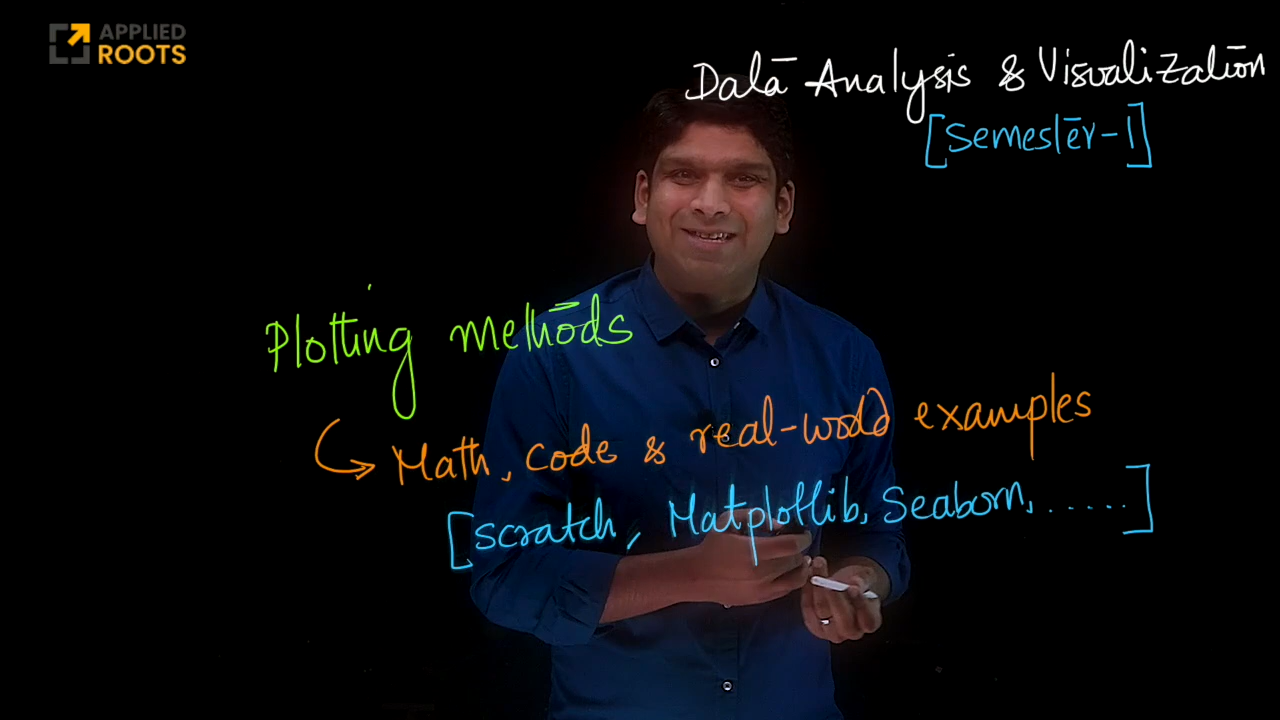 APPLIED
ROOTS
Data Analysis & Visualization
[Semester-1]
Plotting methods
Math, code & real-world examples
[scratch, Matplotlib, Seaborn, ......]